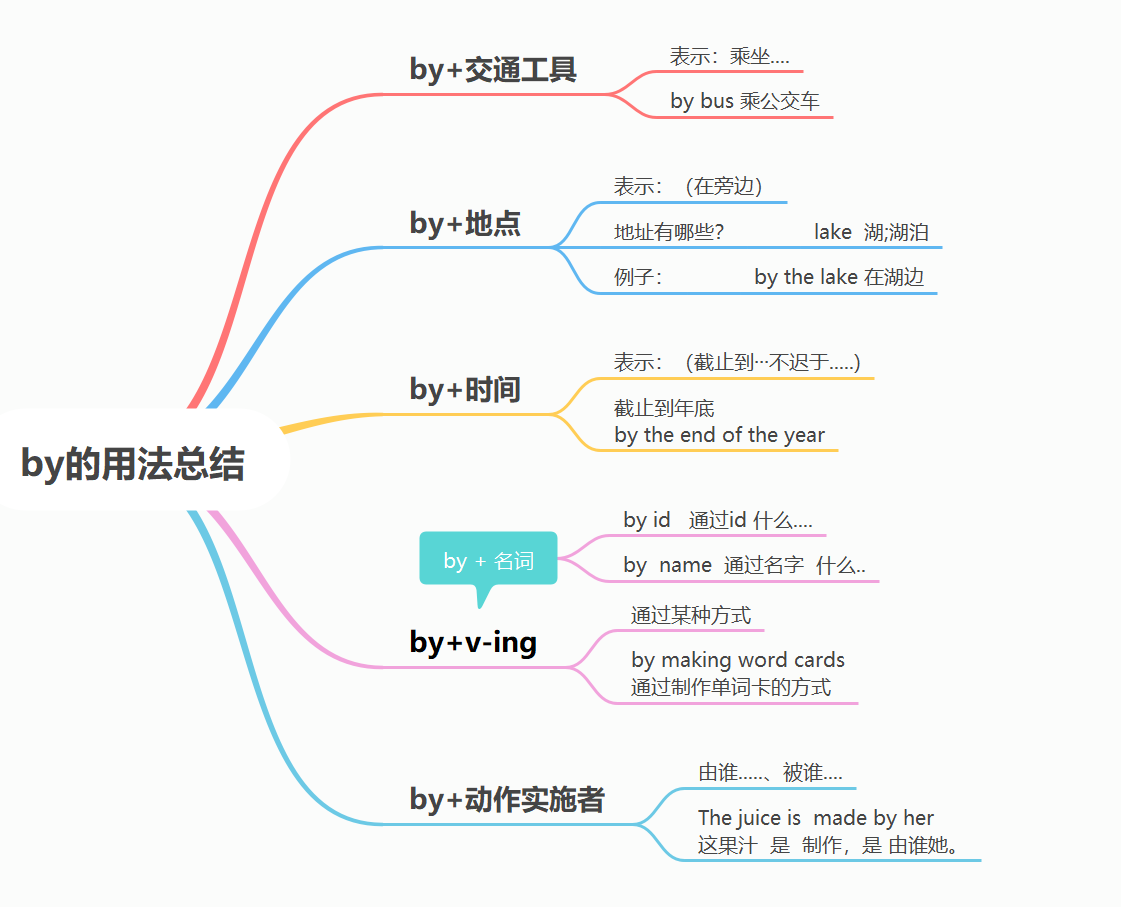 by的用法总结
by+交通工具
表示：乘坐....
by bus 乘公交车
by+地点
表示：（在旁边）
地址有哪些？ lake 湖;湖泊
例子： by the lake 在湖边
by+时间
表示：（截止到···不迟于.....）
截止到年底
by the end of the year
by + 名词
by id 通过id 什么....
by name 通过名字 什么..
by+v-ing
通过某种方式
by making word cards
通过制作单词卡的方式
by+动作实施者
由谁.....、被谁....
The juice is made by her
这果汁 是 制作，是 由谁她。